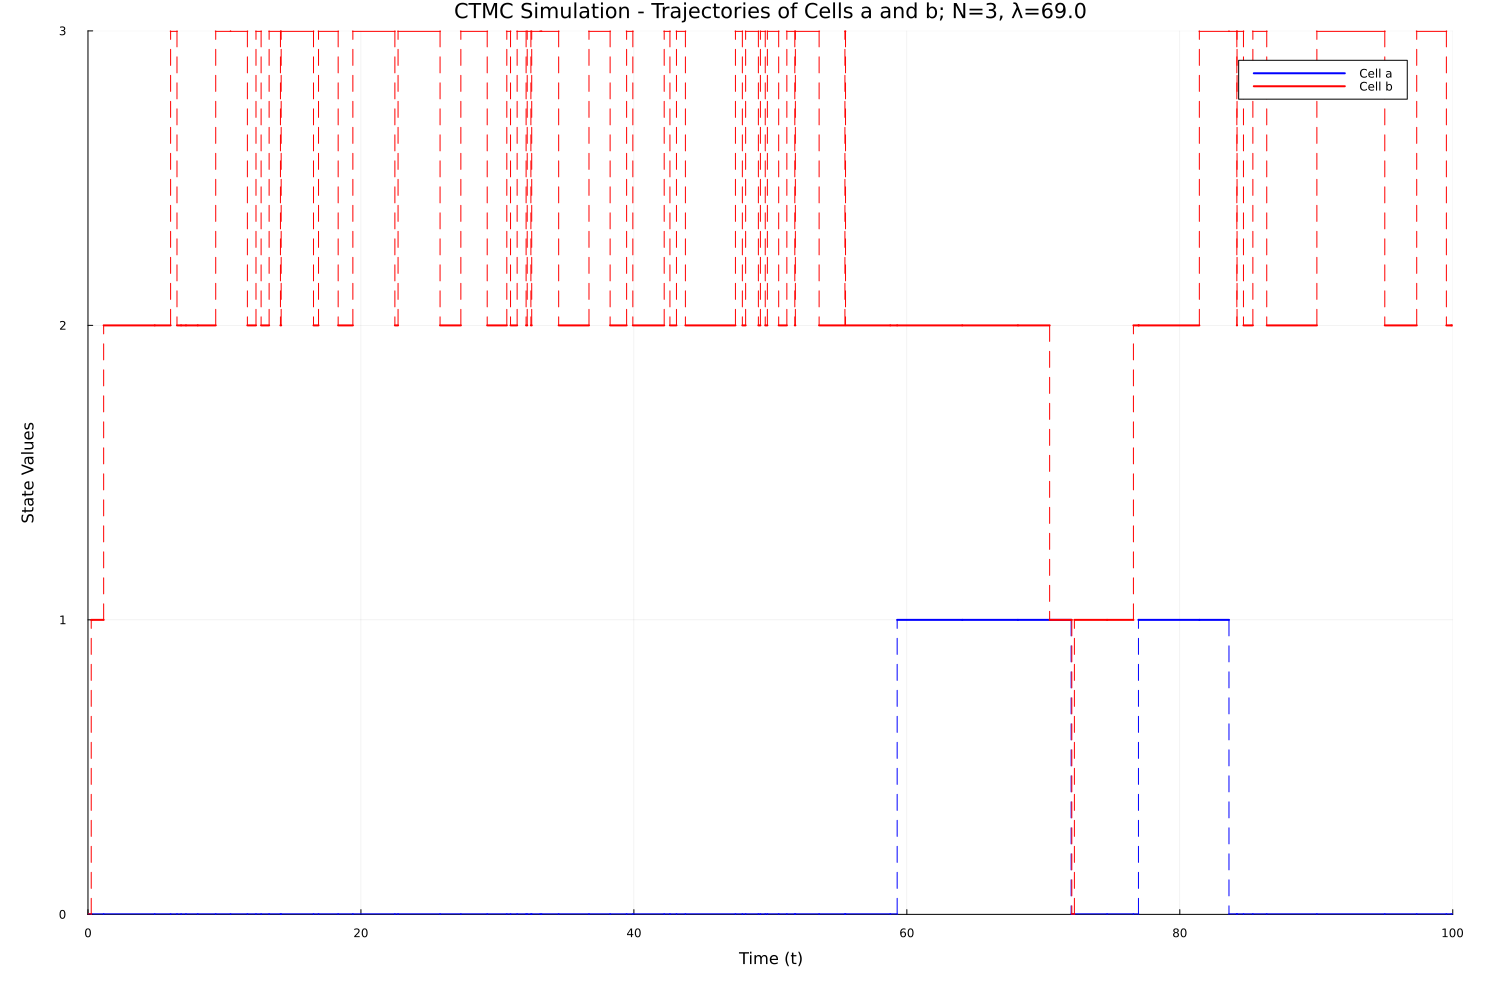 CTMC Simulation - Trajectories of Cells a and b; N=3, λ=69.0
3
Cell a
Cell b
2
State Values
1
0
0 20 40 60 80 100
Time (t)